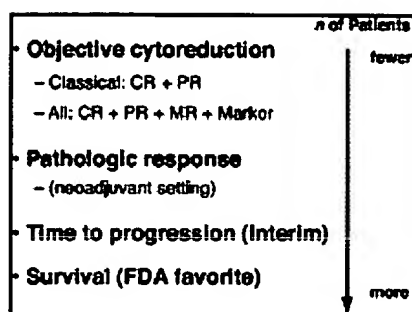 n of Patients
• Objective cytoreduction
fewer
– Classical: CR + PR
– All: CR + PR + MR + Markor
• Pathologic response
– (neoadjuvant setting)
• Time to progression (Interim)
• Survival (FDA favorite)
more